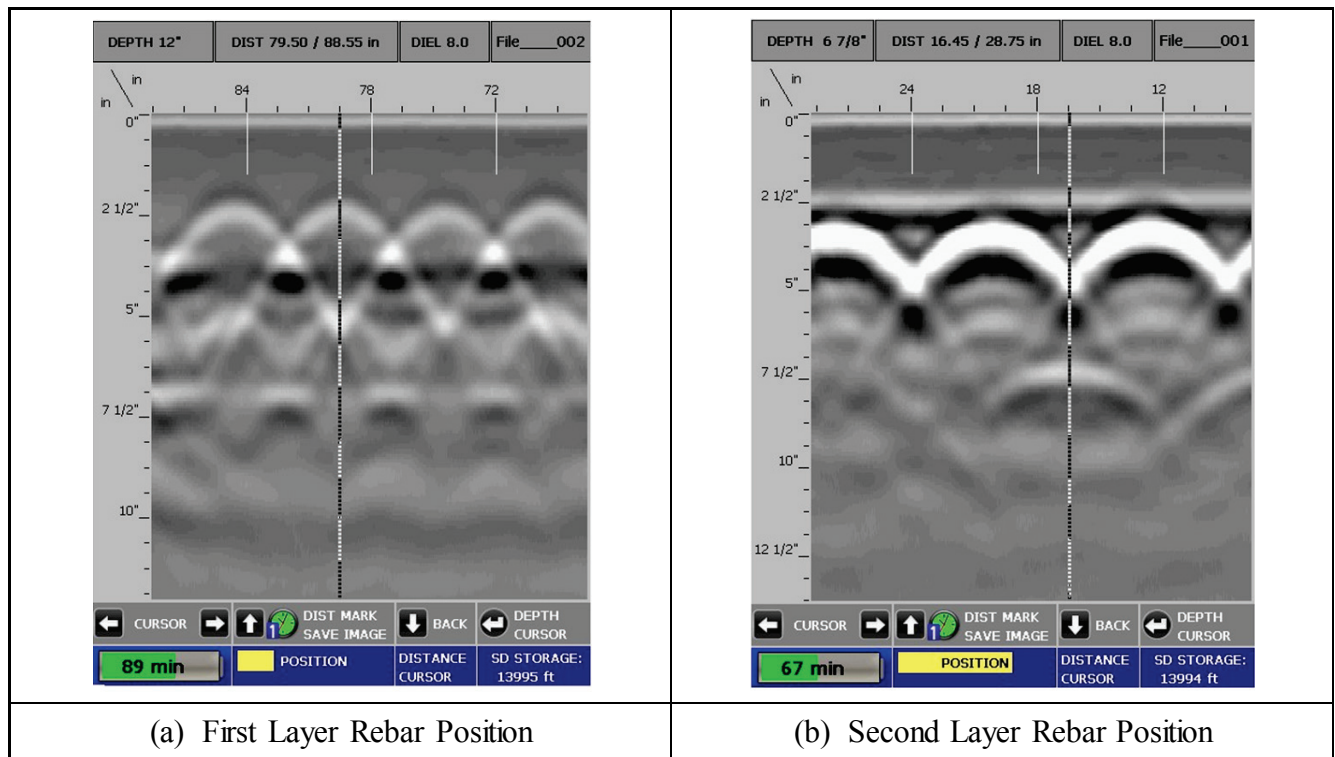 DEPTH 12" DIST 79.50 / 88.55 in DIEL 8.0 File____002
in
in
84 78 72
0"
2 1/2"
5"
7 1/2"
10"
CURSOR 1 DIST MARK SAVE IMAGE BACK DEPTH CURSOR
89 min POSITION DISTANCE CURSOR SD STORAGE: 13995 ft
(a) First Layer Rebar Position
DEPTH 6 7/8" DIST 16.45 / 28.75 in DIEL 8.0 File____001
in
in
24 18 12
0"
2 1/2"
5"
7 1/2"
10"
12 1/2"
CURSOR 1 DIST MARK SAVE IMAGE BACK DEPTH CURSOR
67 min POSITION DISTANCE CURSOR SD STORAGE: 13994 ft
(b) Second Layer Rebar Position